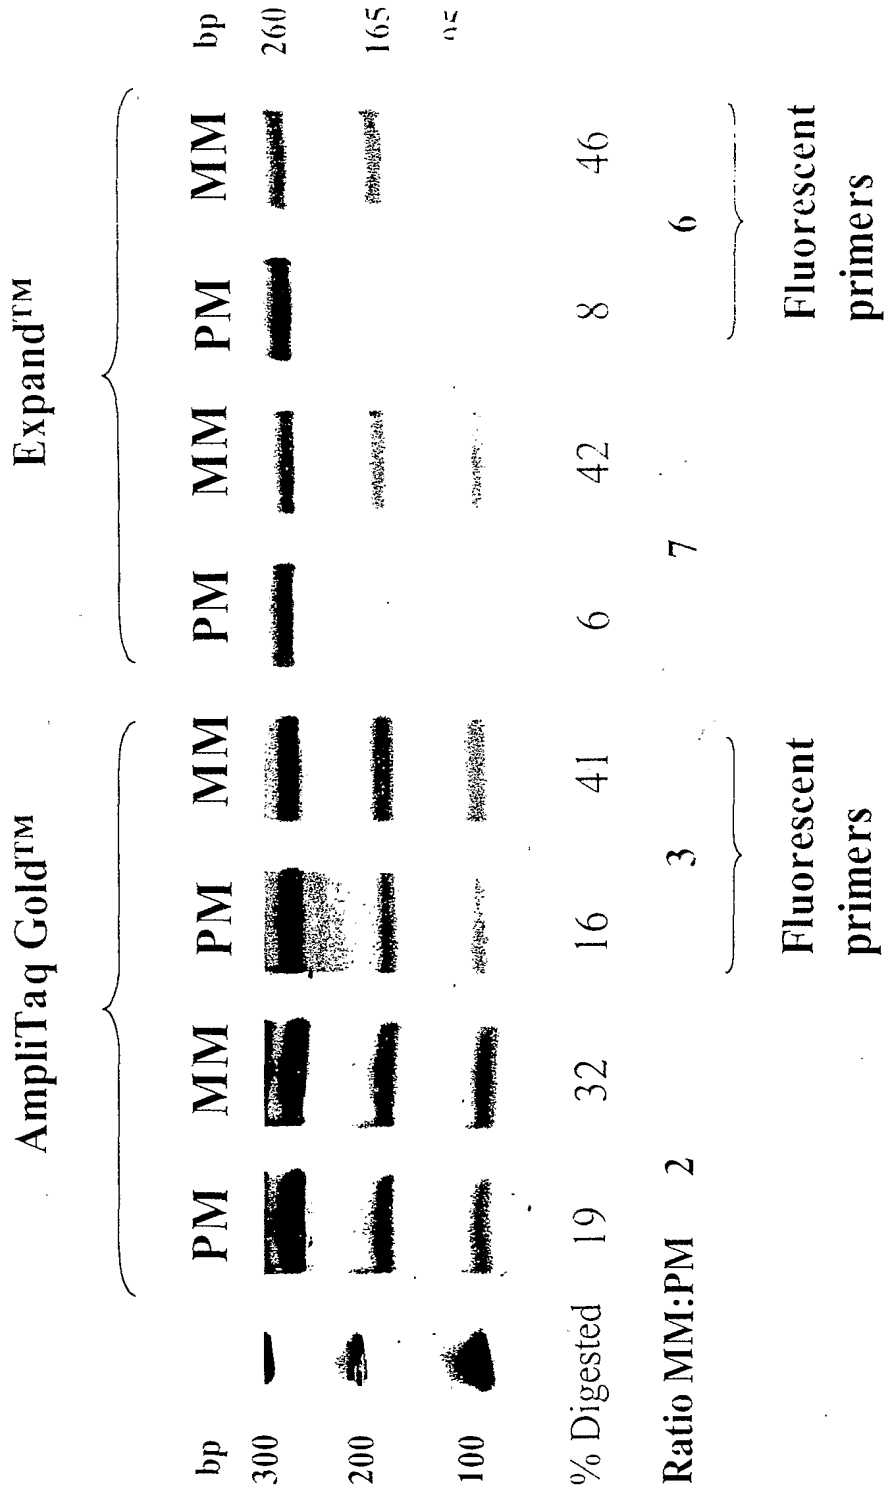 AmpliTaq Gold™ Expand™
bp PM MM PM MM PM MM PM MM bp
300 260
200 165
100
% Digested 19 32 16 41 6 42 8 46
Ratio MM:PM 2 3 7 6
Fluorescent Fluorescent
primers primers